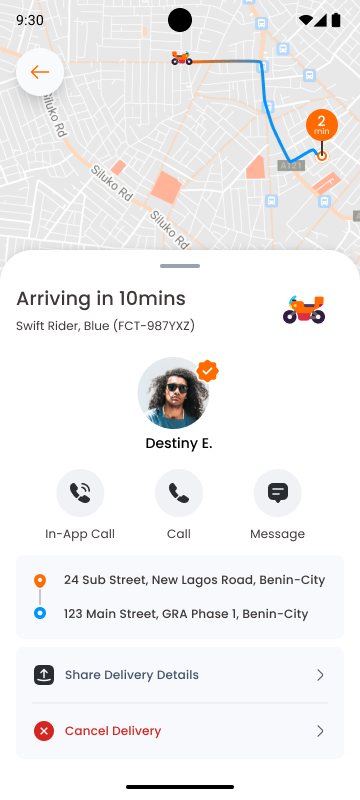 9:30
Siluko Rd
Siluko Rd
Siluko Rd
2
min
A121
Arriving in 10mins
Swift Rider, Blue (FCT-987YXZ)
Destiny E.
In-App Call
Call
Message
24 Sub Street, New Lagos Road, Benin-City
123 Main Street, GRA Phase 1, Benin-City
Share Delivery Details
Cancel Delivery